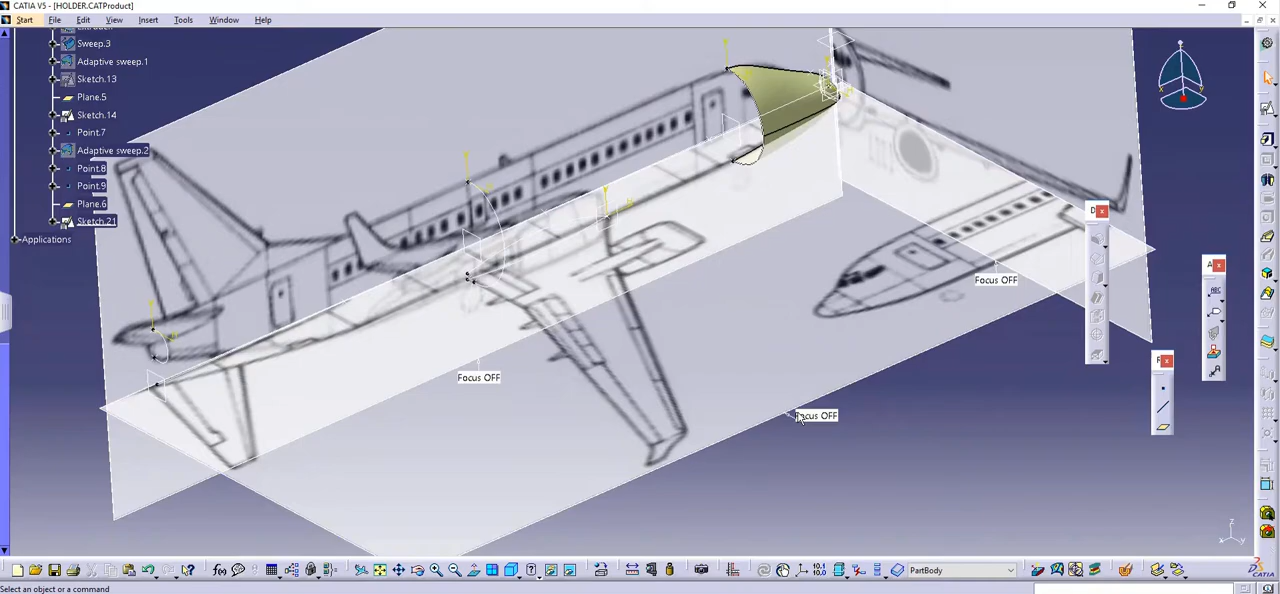 CATIA V5 - [HOLDER.CATProduct]
Start File Edit View Insert Tools Window Help
Sweep.3
Adaptive sweep.1
Sketch.13
Plane.5
Sketch.14
Point.7
Adaptive sweep.2
Point.8
Point.9
Plane.6
Sketch.21
Applications
Focus OFF
Focus OFF
Focus OFF
PartBody
Select an object or a command